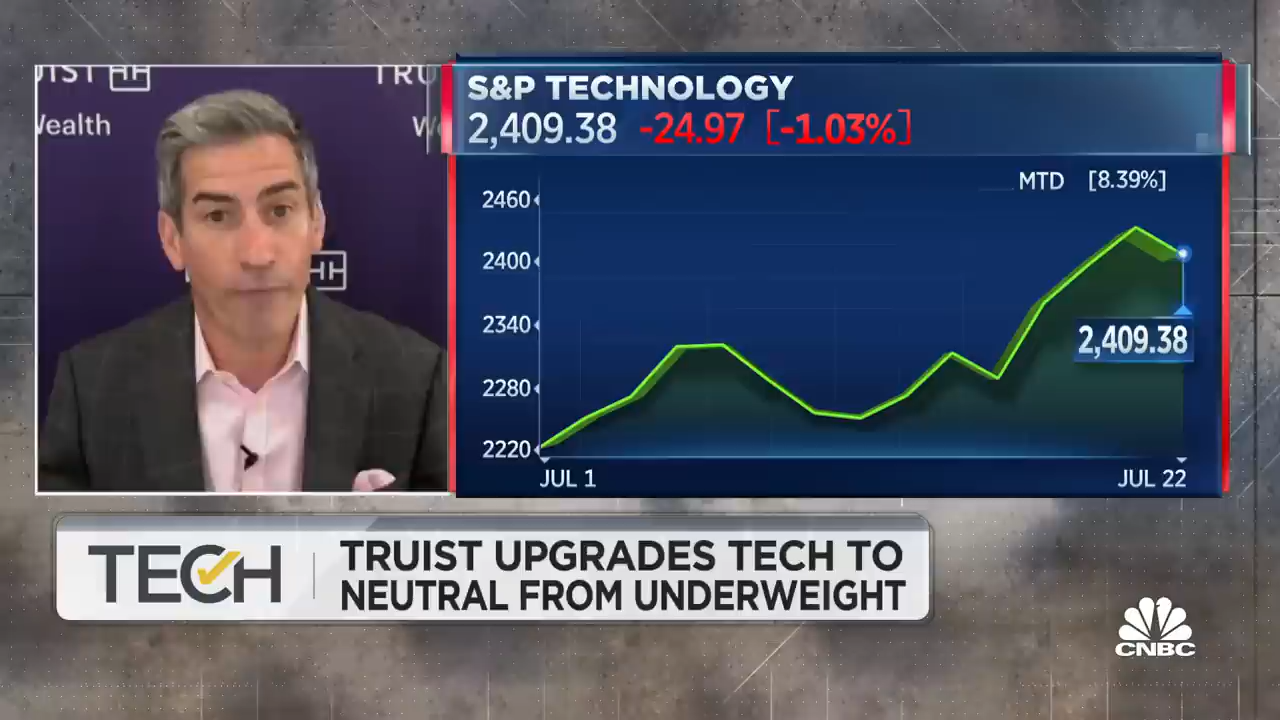 Wealth
S&P TECHNOLOGY
2,409.38 -24.97 [-1.03%]
MTD [8.39%]
2460
2400
2340
2280
2220
2,409.38
JUL 1
JUL 22
TECH
TRUIST UPGRADES TECH TO
NEUTRAL FROM UNDERWEIGHT
CNBC